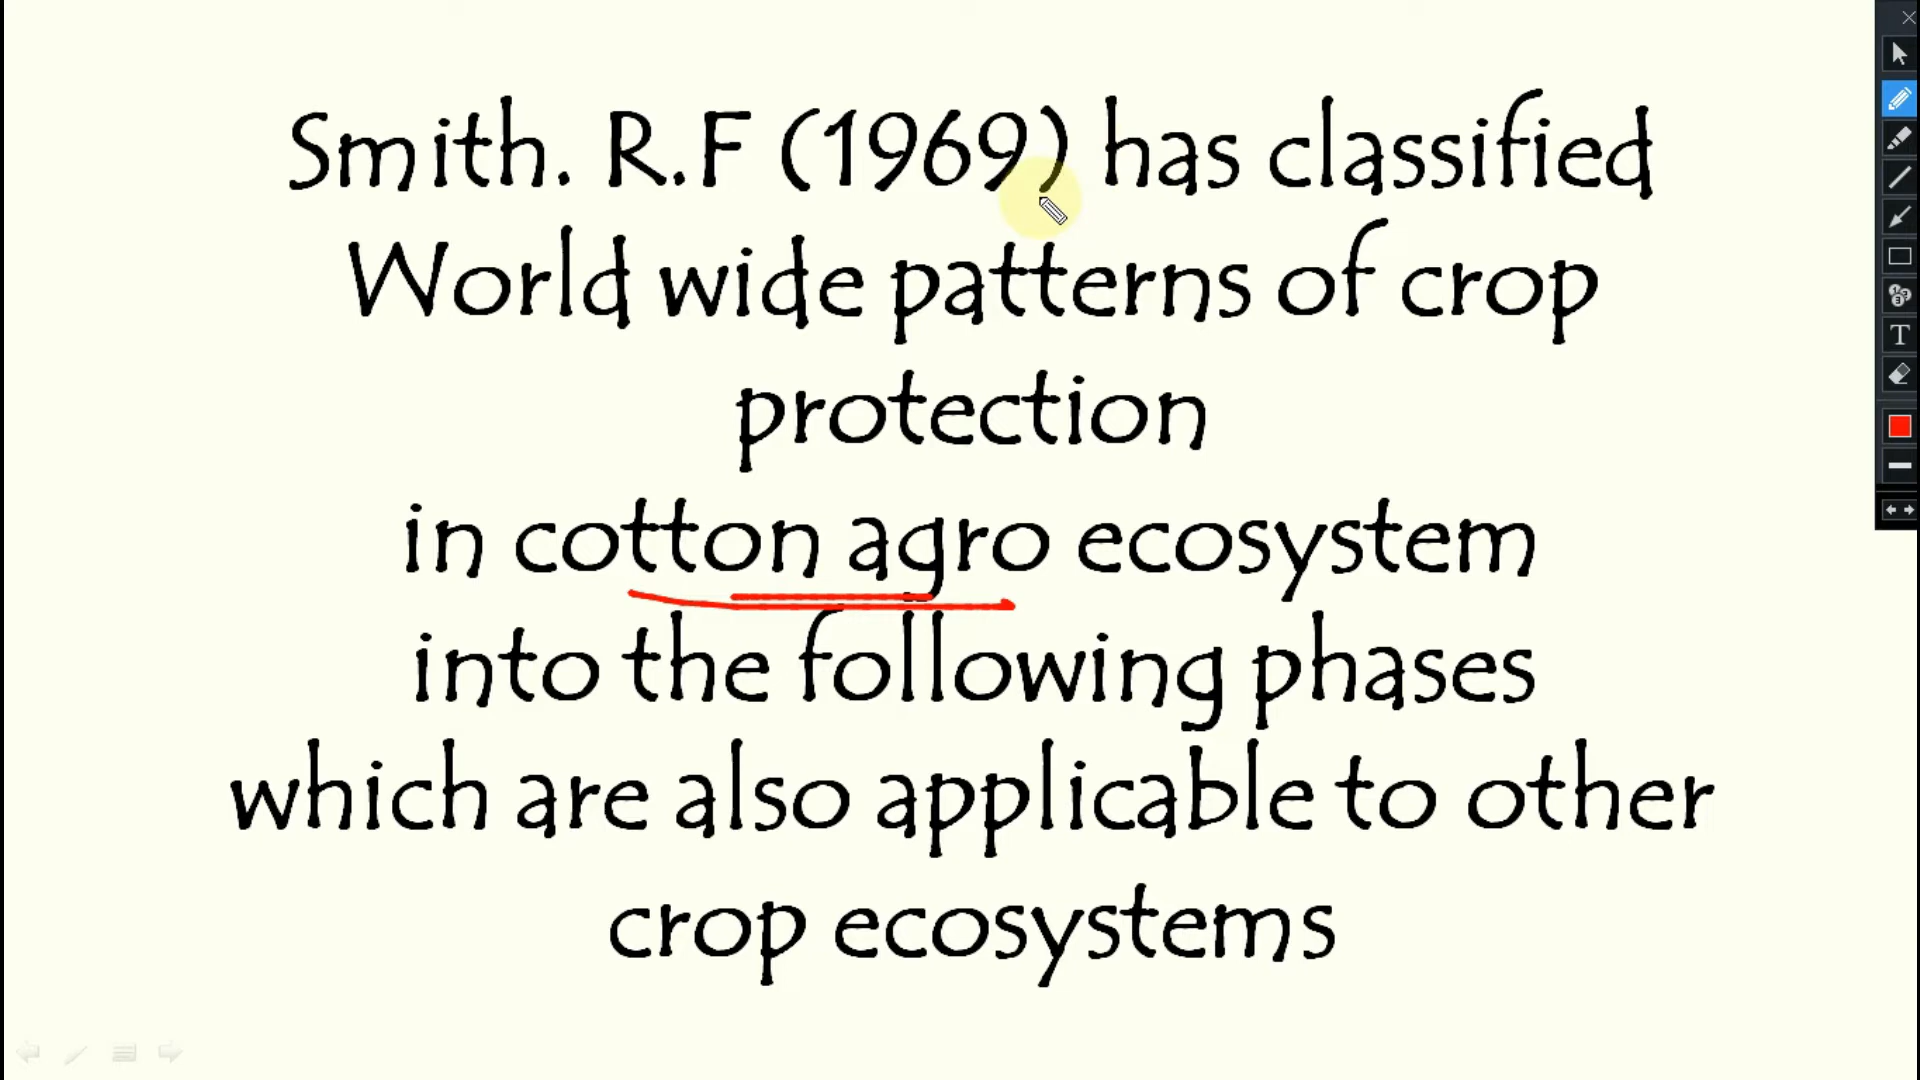 Smith. R.F (1969) has classified
World wide patterns of crop
protection
in cotton agro ecosystem
into the following phases
which are also applicable to other
crop ecosystems